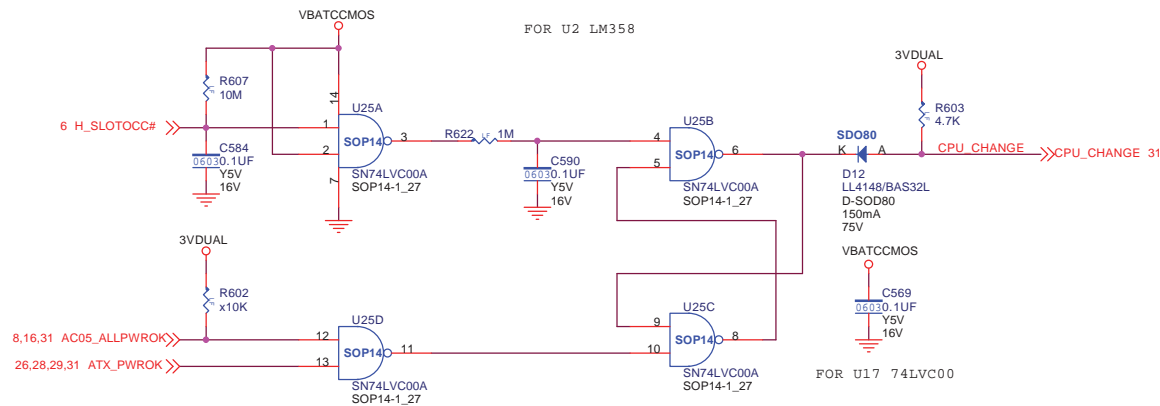 VBATCCMOS
FOR U2 LM358
R607
10M
14
U25A
6 H_SLOTOCC#
1
2
SOP14
3
R622
1M
7
SN74LVC00A
SOP14-1_27
C584
0603
0.1UF
Y5V
16V
C590
0603
0.1UF
Y5V
16V
U25B
4
5
SOP14
6
SN74LVC00A
SOP14-1_27
3VDUAL
R603
4.7K
SDO80
K
A
CPU_CHANGE
CPU_CHANGE 31
D12
LL4148/BAS32L
D-SOD80
150mA
75V
3VDUAL
R602
x10K
8,16,31 AC05_ALLPWROK
26,28,29,31 ATX_PWROK
U25D
12
13
SOP14
11
SN74LVC00A
SOP14-1_27
U25C
9
10
SOP14
8
SN74LVC00A
SOP14-1_27
VBATCCMOS
C569
0603
0.1UF
Y5V
16V
FOR U17 74LVC00